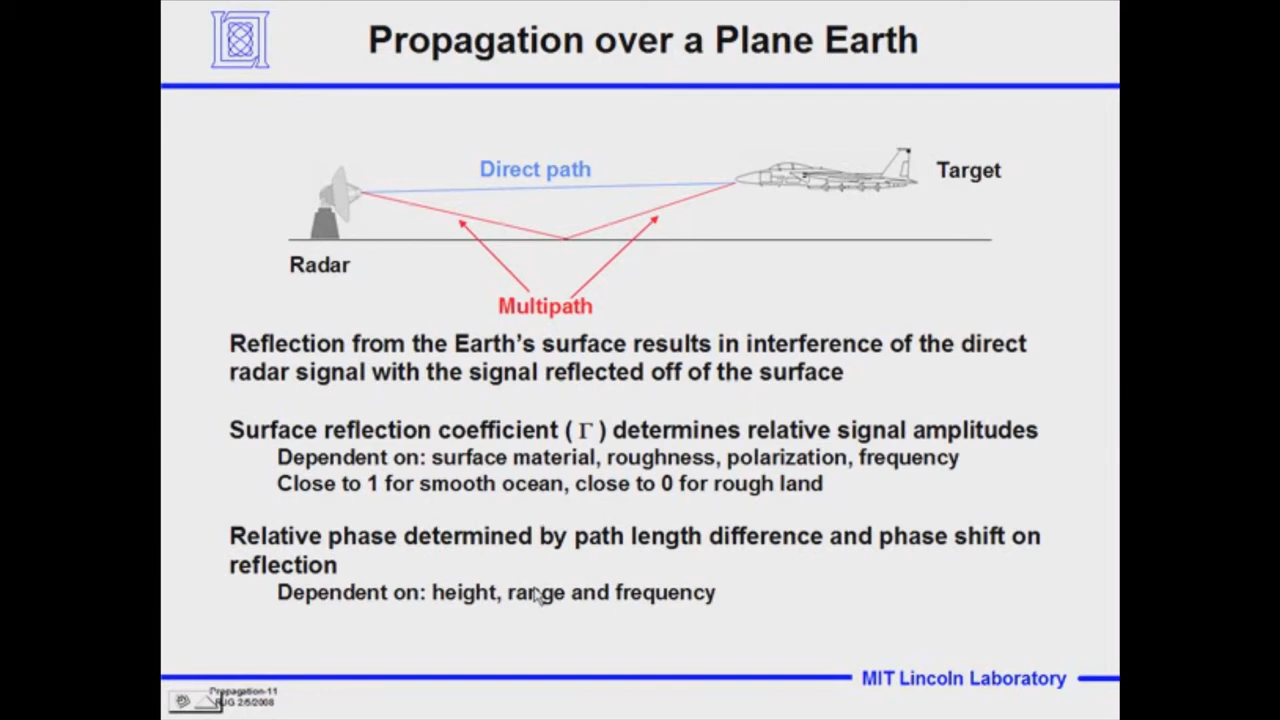 Propagation over a Plane Earth
Direct path
Target
Radar
Multipath
Reflection from the Earth's surface results in interference of the direct
radar signal with the signal reflected off of the surface
Surface reflection coefficient ( Γ ) determines relative signal amplitudes
Dependent on: surface material, roughness, polarization, frequency
Close to 1 for smooth ocean, close to 0 for rough land
Relative phase determined by path length difference and phase shift on
reflection
Dependent on: height, range and frequency
MIT Lincoln Laboratory
Propagation-11
2/5/2008